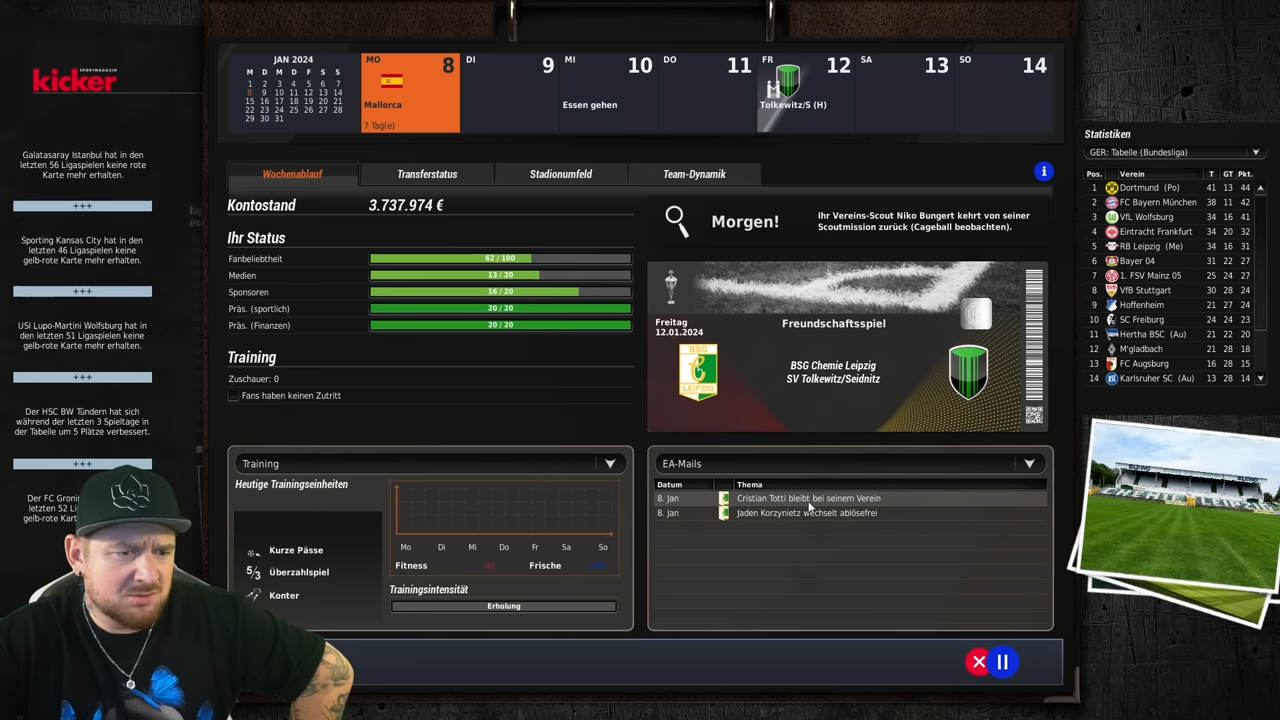 SPORTMAGAZIN
kicker
Galatasaray Istanbul hat in den
letzten 56 Ligaspielen keine rote
Karte mehr erhalten.
+++
Sporting Kansas City hat in den
letzten 46 Ligaspielen keine
gelb-rote Karte mehr erhalten.
+++
USI Lupo-Martini Wolfsburg hat in
den letzten 51 Ligaspielen keine
gelb-rote Karte mehr erhalten.
+++
Der HSC BW Tündern hat sich
während der letzten 3 Spieltage in
der Tabelle um 5 Plätze verbessert.
+++
JAN 2024
M D M D F S S
1 2 3 4 5 6 7
8 9 10 11 12 13 14
15 16 17 18 19 20 21
22 23 24 25 26 27 28
29 30 31
MO 8
Mallorca
7 Tag(e)
DI 9
MI 10
Essen gehen
DO 11
FR 12
Tolkewitz/S (H)
SA 13
SO 14
Wochenablauf
Transferstatus
Stadionumfeld
Team-Dynamik
i
Kontostand 3.737.974 €
Ihr Status
Fanbeliebtheit 62 / 100
Medien 13 / 20
Sponsoren 16 / 20
Präs. (sportlich) 20 / 20
Präs. (Finanzen) 20 / 20
Training
Zuschauer: 0
Fans haben keinen Zutritt
Morgen!
Ihr Vereins-Scout Niko Bungert kehrt von seiner
Scoutmission zurück (Cageball beobachten).
Freitag
12.01.2024
Freundschaftsspiel
BSG
LEIPZIG
BSG Chemie Leipzig
SV Tolkewitz/Seidnitz
Training
Heutige Trainingseinheiten
Kurze Pässe
5/3 Überzahlspiel
Konter
Mo Di Mi Do Fr Sa So
Fitness
Frische
Trainingsintensität
Erholung
EA-Mails
Datum Thema
8. Jan Cristian Totti bleibt bei seinem Verein
8. Jan Jaden Korzynietz wechselt ablösefrei
Statistiken
GER: Tabelle (Bundesliga)
Pos. Verein T GT Pkt.
1 Dortmund (Po) 41 13 44
2 FC Bayern München 38 11 42
3 VfL Wolfsburg 34 16 41
4 Eintracht Frankfurt 34 20 32
5 RB Leipzig (Me) 34 16 31
6 Bayer 04 31 22 27
7 1. FSV Mainz 05 25 24 27
8 VfB Stuttgart 30 28 24
9 Hoffenheim 21 27 24
10 SC Freiburg 24 24 23
11 Hertha BSC (Au) 21 22 20
12 M'gladbach 21 28 18
13 FC Augsburg 16 28 15
14 Karlsruher SC (Au) 13 28 14